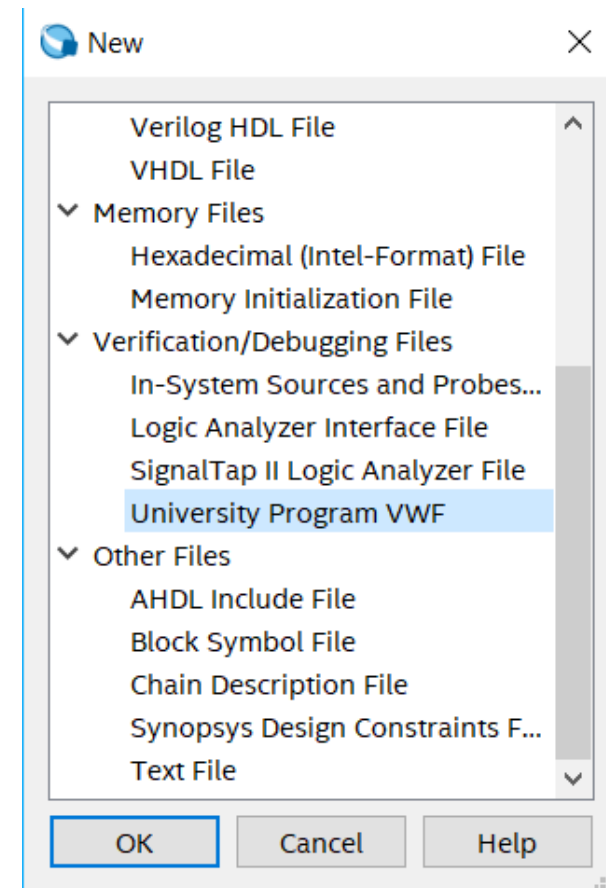 New
Verilog HDL File
VHDL File
Memory Files
Hexadecimal (Intel-Format) File
Memory Initialization File
Verification/Debugging Files
In-System Sources and Probes...
Logic Analyzer Interface File
SignalTap II Logic Analyzer File
University Program VWF
Other Files
AHDL Include File
Block Symbol File
Chain Description File
Synopsys Design Constraints F...
Text File
OK Cancel Help